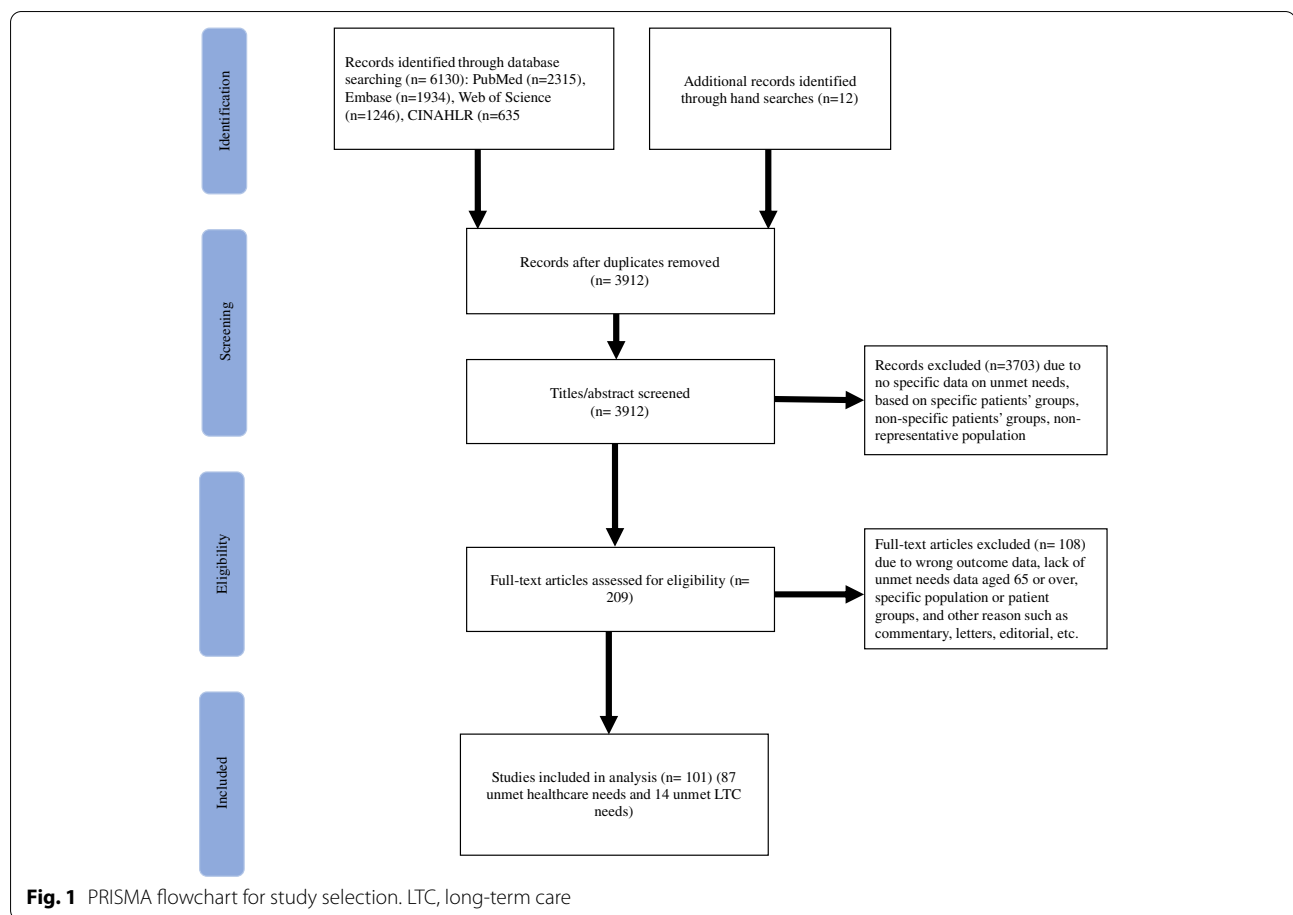 Identification
Records identified through database
searching (n= 6130): PubMed (n=2315),
Embase (n=1934), Web of Science
(n=1246), CINAHLR (n=635
Additional records identified
through hand searches (n=12)
Screening
Records after duplicates removed
(n= 3912)
Titles/abstract screened
(n= 3912)
Records excluded (n=3703) due to
no specific data on unmet needs,
based on specific patients’ groups,
non-specific patients’ groups, non-
representative population
Eligibility
Full-text articles assessed for eligibility (n=
209)
Full-text articles excluded (n= 108)
due to wrong outcome data, lack of
unmet needs data aged 65 or over,
specific population or patient
groups, and other reason such as
commentary, letters, editorial, etc.
Included
Studies included in analysis (n= 101) (87
unmet healthcare needs and 14 unmet LTC
needs)
Fig. 1 PRISMA flowchart for study selection. LTC, long-term care